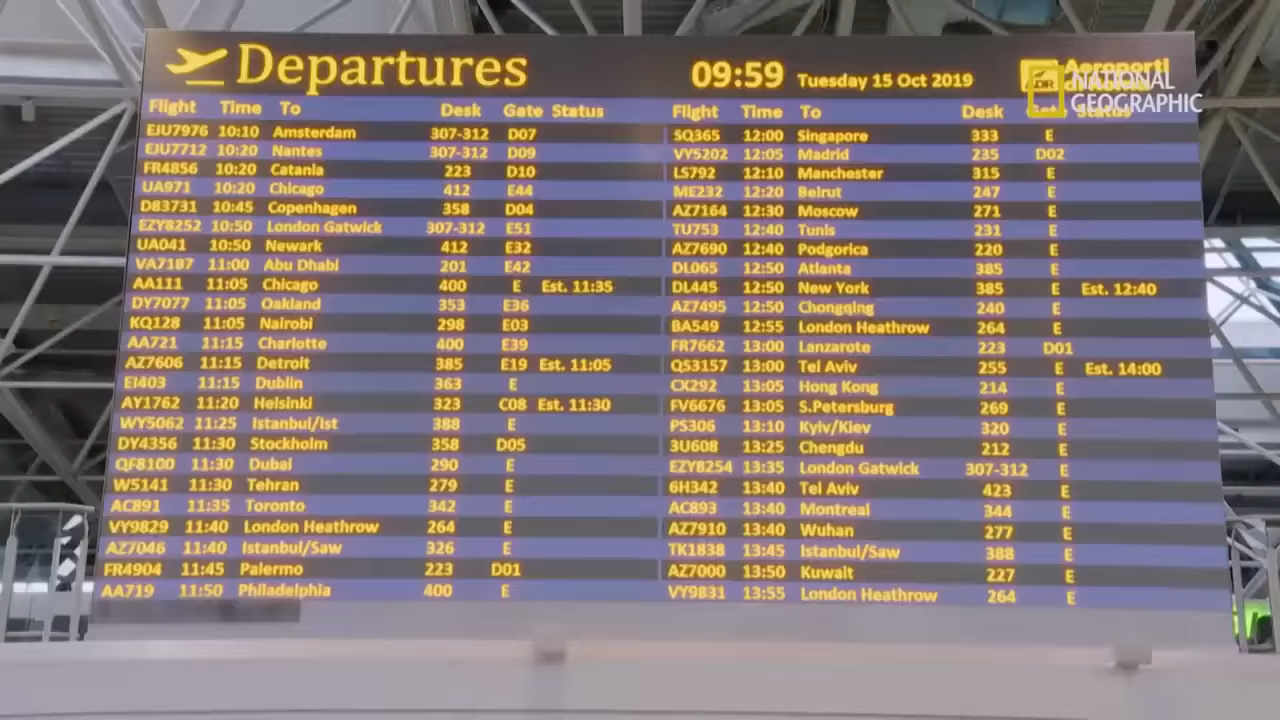 Departures
09:59 Tuesday 15 Oct 2019
Aeroporti
ADR
NATIONAL
GEOGRAPHIC
Flight Time To Desk Gate Status
EJU7976 10:10 Amsterdam 307-312 D07
EJU7712 10:20 Nantes 307-312 D09
FR4856 10:20 Catania 223 D10
UA971 10:20 Chicago 412 E44
D83731 10:45 Copenhagen 358 D04
EZY8252 10:50 London Gatwick 307-312 E51
UA041 10:50 Newark 412 E32
VA7187 11:00 Abu Dhabi 201 E42
AA111 11:05 Chicago 400 E Est. 11:35
DY7077 11:05 Oakland 353 E36
KQ128 11:05 Nairobi 298 E03
AA721 11:15 Charlotte 400 E39
AZ7606 11:15 Detroit 385 E19 Est. 11:05
EI403 11:15 Dublin 363 E
AY1762 11:20 Helsinki 323 C08 Est. 11:30
WY5062 11:25 Istanbul/Ist 388 E
DY4356 11:30 Stockholm 358 D05
QF8100 11:30 Dubai 290 E
W5141 11:30 Tehran 279 E
AC891 11:35 Toronto 342 E
VY9829 11:40 London Heathrow 264 E
AZ7046 11:40 Istanbul/Saw 326 E
FR4904 11:45 Palermo 223 D01
AA719 11:50 Philadelphia 400 E
Flight Time To Desk Gate Status
SQ365 12:00 Singapore 333 E
VY5202 12:05 Madrid 235 D02
LS792 12:10 Manchester 315 E
ME232 12:20 Beirut 247 E
AZ7164 12:30 Moscow 271 E
TU753 12:40 Tunis 231 E
AZ7690 12:40 Podgorica 220 E
DL065 12:50 Atlanta 385 E
DL445 12:50 New York 385 E Est. 12:40
AZ7495 12:50 Chongqing 240 E
BA549 12:55 London Heathrow 264 E
FR7662 13:00 Lanzarote 223 D01
QS3157 13:00 Tel Aviv 255 E Est. 14:00
CX292 13:05 Hong Kong 214 E
FV6676 13:05 S.Petersburg 269 E
PS306 13:10 Kyiv/Kiev 320 E
3U608 13:25 Chengdu 212 E
EZY8254 13:35 London Gatwick 307-312 E
6H342 13:40 Tel Aviv 423 E
AC893 13:40 Montreal 344 E
AZ7910 13:40 Wuhan 277 E
TK1838 13:45 Istanbul/Saw 388 E
AZ7000 13:50 Kuwait 227 E
VY9831 13:55 London Heathrow 264 E